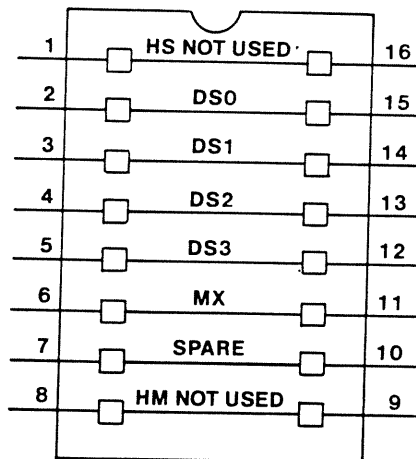 1 HS NOT USED 16
2 DS0 15
3 DS1 14
4 DS2 13
5 DS3 12
6 MX 11
7 SPARE 10
8 HM NOT USED 9